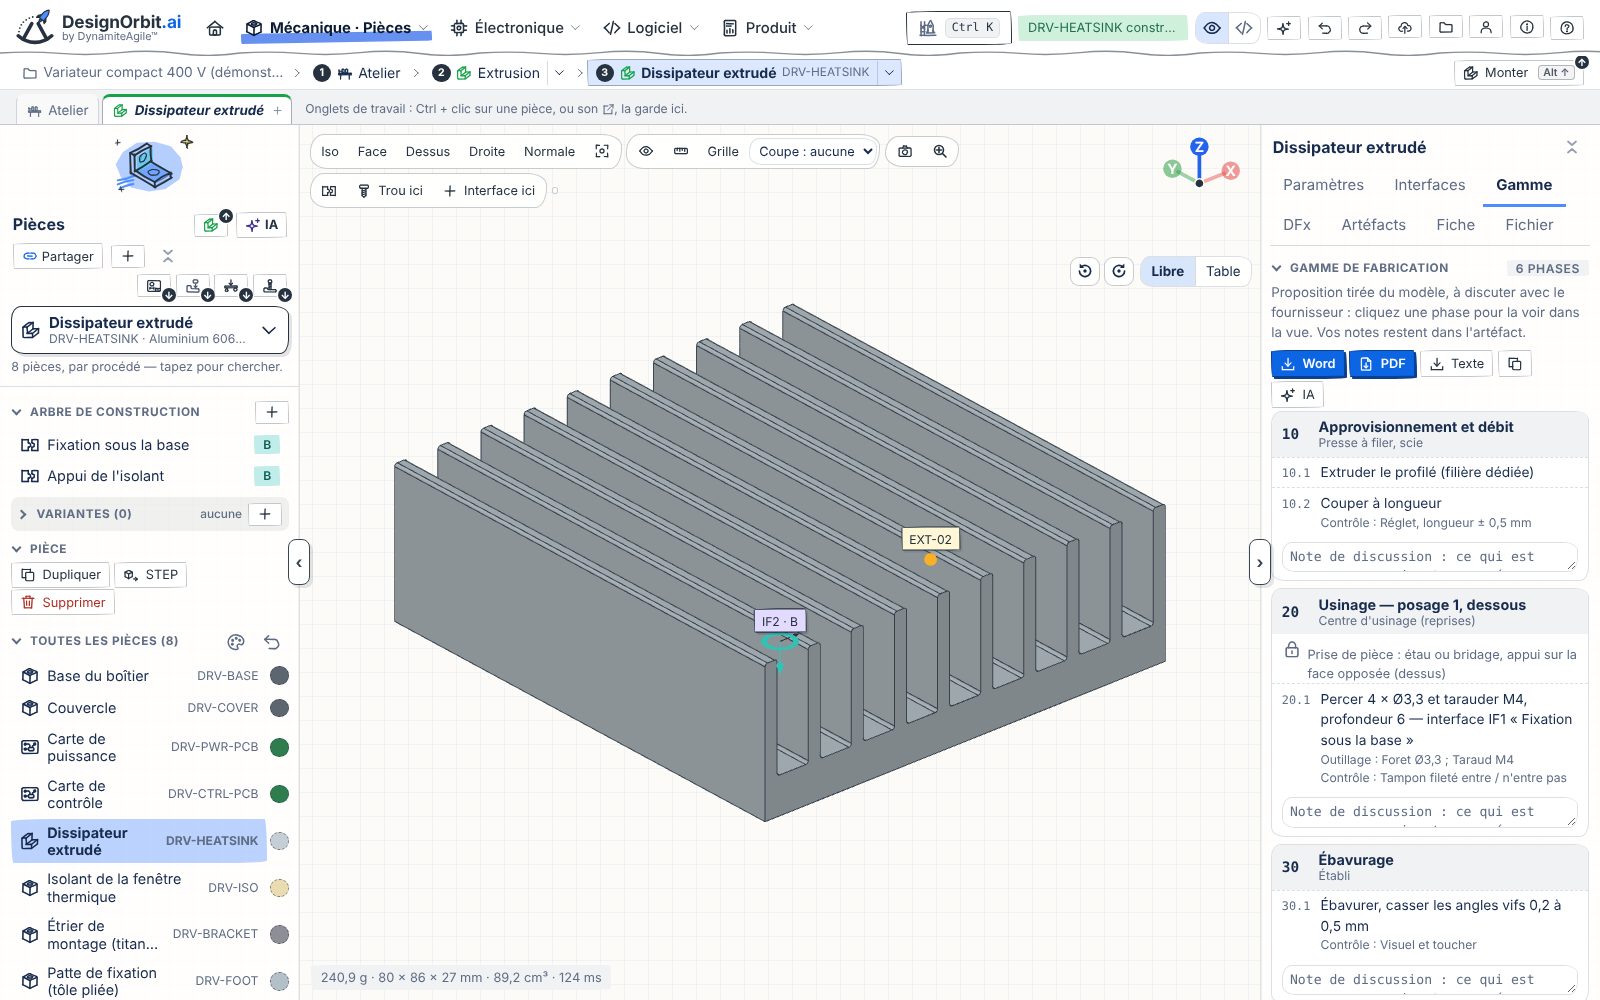 DesignOrbit.ai
by DynamiteAgile™
Mécanique · Pièces
Électronique
Logiciel
Produit
Ctrl K
DRV-HEATSINK constr…
Variateur compact 400 V (démonst…
1 Atelier
2 Extrusion
3 Dissipateur extrudé DRV-HEATSINK
Monter Alt ↑
Atelier
Dissipateur extrudé +
Onglets de travail : Ctrl + clic sur une pièce, ou son , la garde ici.
Pièces
IA
Partager
Dissipateur extrudé
DRV-HEATSINK · Aluminium 606…
8 pièces, par procédé — tapez pour chercher.
ARBRE DE CONSTRUCTION
Fixation sous la base B
Appui de l'isolant B
VARIANTES (0) aucune
PIÈCE
Dupliquer
STEP
Supprimer
TOUTES LES PIÈCES (8)
Base du boîtier DRV-BASE
Couvercle DRV-COVER
Carte de
puissance
DRV-PWR-PCB
Carte de
contrôle
DRV-CTRL-PCB
Dissipateur
extrudé
DRV-HEATSINK
Isolant de la fenêtre
thermique
DRV-ISO
Étrier de
montage (titan…
DRV-BRACKET
Patte de fixation
(tôle pliée)
DRV-FOOT
Iso Face Dessus Droite Normale
Grille
Coupe : aucune
Trou ici
Interface ici
Z
Y
X
Libre Table
EXT-02
IF2 · B
240,9 g · 80 × 86 × 27 mm · 89,2 cm³ · 124 ms
Dissipateur extrudé
Paramètres Interfaces Gamme
DFx Artéfacts Fiche Fichier
GAMME DE FABRICATION 6 PHASES
Proposition tirée du modèle, à discuter avec le
fournisseur : cliquez une phase pour la voir dans
la vue. Vos notes restent dans l'artéfact.
Word PDF Texte
IA
10 Approvisionnement et débit
Presse à filer, scie
10.1 Extruder le profilé (filière dédiée)
10.2 Couper à longueur
Contrôle : Réglet, longueur ± 0,5 mm
Note de discussion : ce qui est
20 Usinage — posage 1, dessous
Centre d'usinage (reprises)
Prise de pièce : étau ou bridage, appui sur la
face opposée (dessus)
20.1 Percer 4 × Ø3,3 et tarauder M4,
profondeur 6 — interface IF1 « Fixation
sous la base »
Outillage : Foret Ø3,3 ; Taraud M4
Contrôle : Tampon fileté entre / n'entre pas
Note de discussion : ce qui est
30 Ébavurage
Établi
30.1 Ébavurer, casser les angles vifs 0,2 à
0,5 mm
Contrôle : Visuel et toucher
Note de discussion : ce qui est